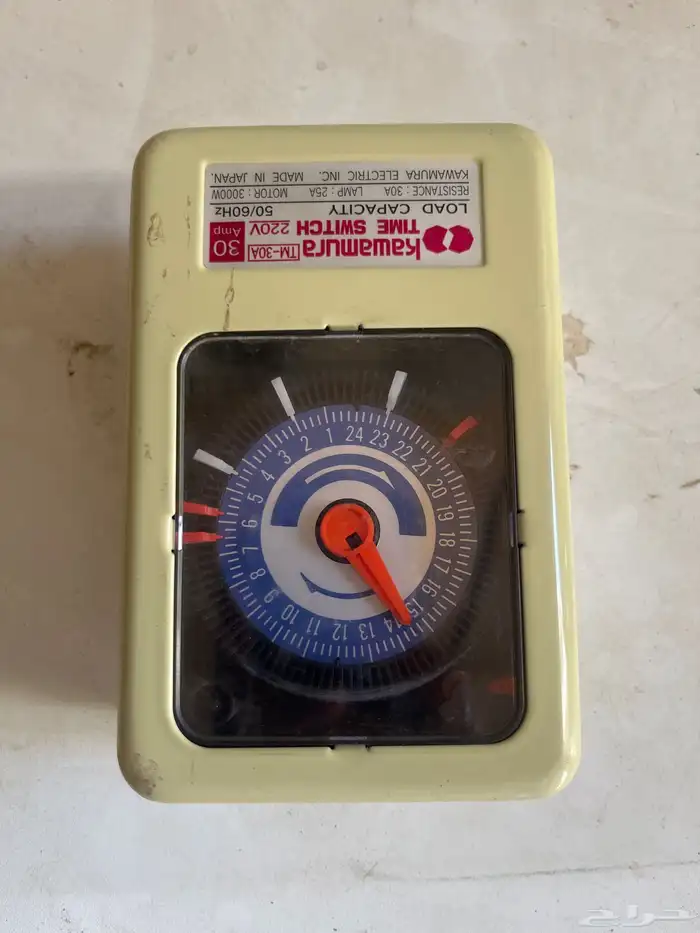 kawamura TM-30A
TIME SWITCH 220V
30
Amp
LOAD CAPACITY 50/60Hz
RESISTANCE : 30A LAMP : 25A MOTOR : 3000W
KAWAMURA ELECTRIC INC. MADE IN JAPAN.
1 2 3 4 5 6 7 8 9 10 11 12 13 14 15 16 17 18 19 20 21 22 23 24
حراج